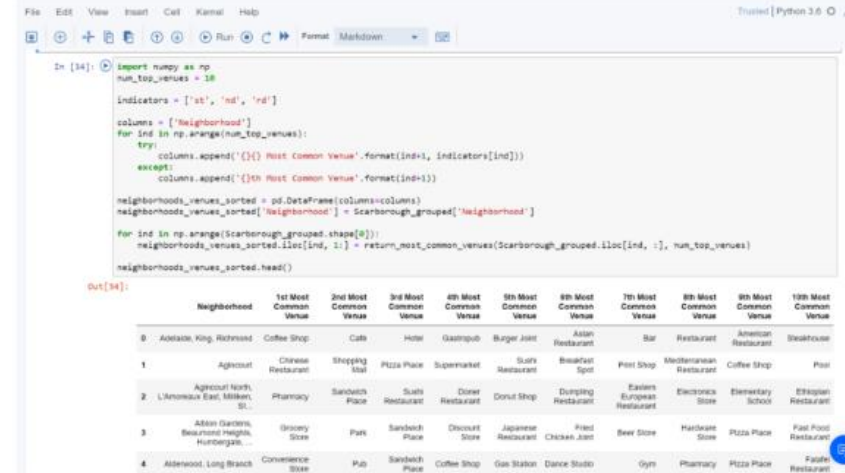 File Edit View Insert Cell Kernel Help
Trusted | Python 3.6
Run Format Markdown
In [34]:
import numpy as np
num_top_venues = 10
indicators = ['st', 'nd', 'rd']
columns = ['Neighborhood']
for ind in np.arange(num_top_venues):
try:
columns.append('{}{} Most Common Venue'.format(ind+1, indicators[ind]))
except:
columns.append('{}th Most Common Venue'.format(ind+1))
neighborhoods_venues_sorted = pd.DataFrame(columns=columns)
neighborhoods_venues_sorted['Neighborhood'] = Scarborough_grouped['Neighborhood']
for ind in np.arange(Scarborough_grouped.shape[0]):
neighborhoods_venues_sorted.iloc[ind, 1:] = return_most_common_venues(Scarborough_grouped.iloc[ind, :], num_top_venues)
neighborhoods_venues_sorted.head()
Out[34]:
Neighborhood 1st Most Common Venue 2nd Most Common Venue 3rd Most Common Venue 4th Most Common Venue 5th Most Common Venue 6th Most Common Venue 7th Most Common Venue 8th Most Common Venue 9th Most Common Venue 10th Most Common Venue
0 Adelaide, King, Richmond Coffee Shop Café Hotel Gastropub Burger Joint Asian Restaurant Bar Restaurant American Restaurant Steakhouse
1 Agincourt Chinese Restaurant Shopping Mall Pizza Place Supermarket Sushi Restaurant Breakfast Spot Print Shop Mediterranean Restaurant Coffee Shop Pool
2 Agincourt North, L'Amoreaux East, Milliken, St... Pharmacy Sandwich Place Sushi Restaurant Doner Restaurant Donut Shop Dumpling Restaurant Eastern European Restaurant Electronics Store Elementary School Ethiopian Restaurant
3 Albion Gardens, Beaumond Heights, Humbergate, ... Grocery Store Park Sandwich Place Discount Store Japanese Restaurant Fried Chicken Joint Beer Store Hardware Store Pizza Place Fast Food Restaurant
4 Alderwood, Long Branch Convenience Store Pub Sandwich Place Coffee Shop Gas Station Dance Studio Gym Pharmacy Pizza Place Falafel Restaurant